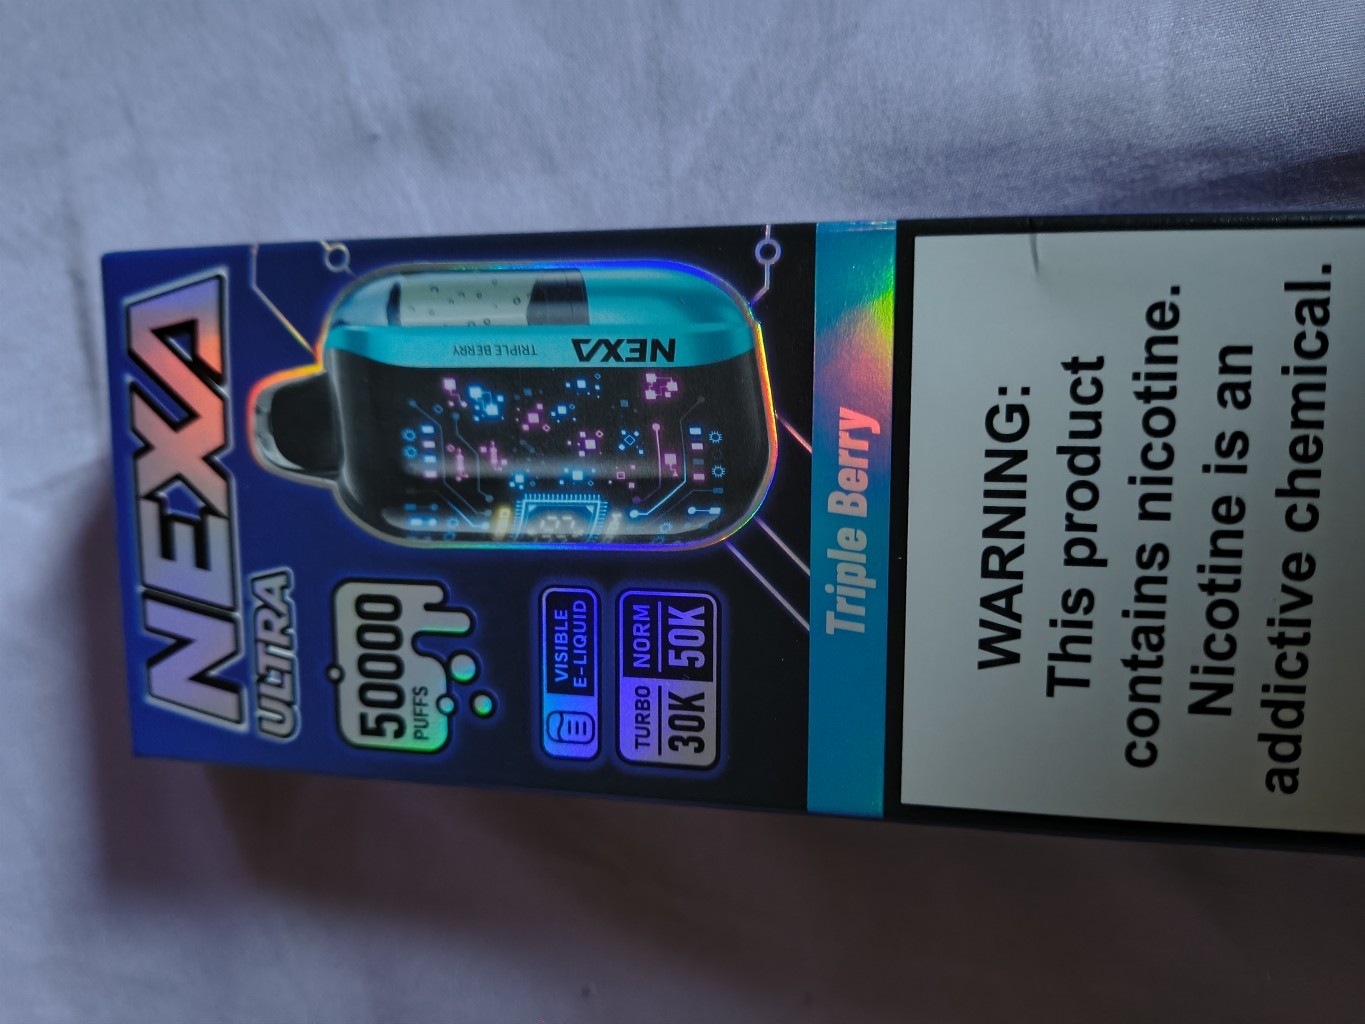 NEXA
ULTRA
50000
PUFFS
VISIBLE
E-LIQUID
TURBO
30K
NORM
50K
TRIPLE BERRY
NEXA
Triple Berry
WARNING:
This product
contains nicotine.
Nicotine is an
addictive chemical.